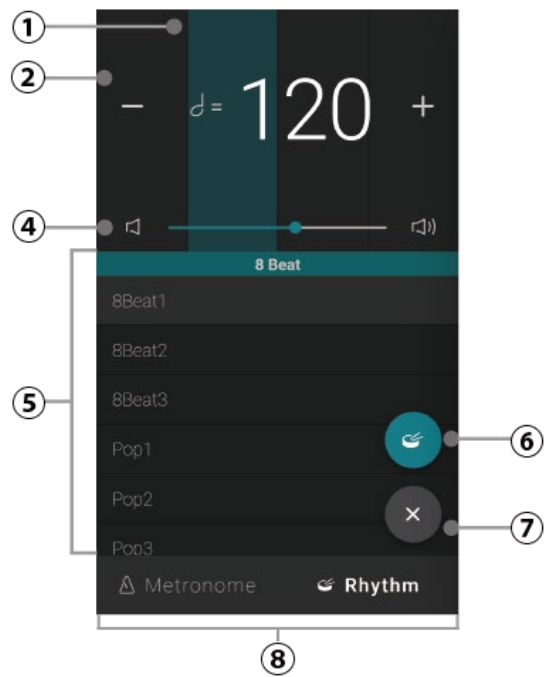 1
2
− 𝅗𝅥 = 120 +
4
8 Beat
8Beat1
8Beat2
8Beat3
5
Pop1
6
Pop2
7
Pop3
Metronome Rhythm
8